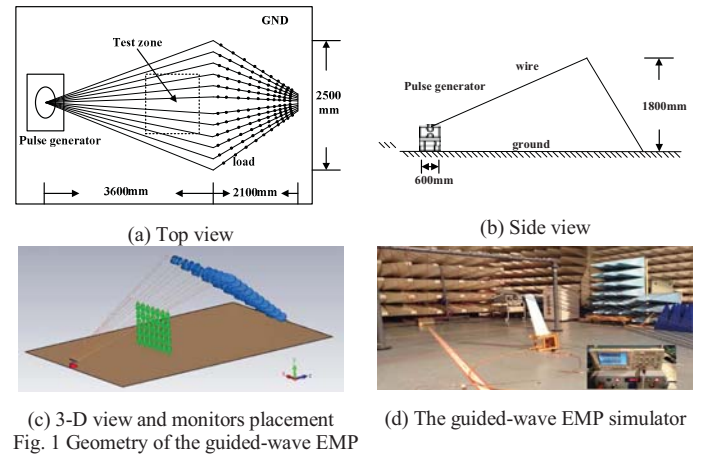 GND
Test zone
Pulse generator
load
2500
mm
3600mm
2100mm
(a) Top view
wire
Pulse generator
1800mm
ground
600mm
(b) Side view
(c) 3-D view and monitors placement
(d) The guided-wave EMP simulator
Fig. 1 Geometry of the guided-wave EMP